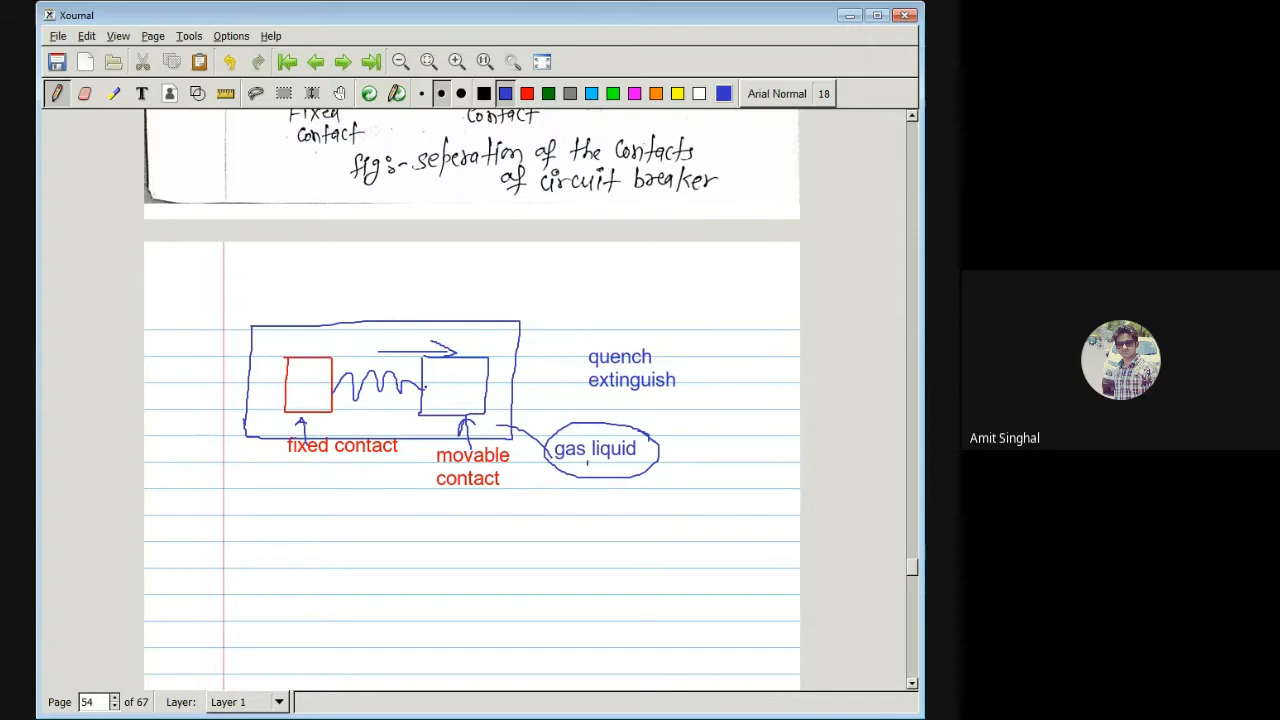 Xournal
File Edit View Page Tools Options Help
Arial Normal 18
Fixed
contact
contact
fig:- seperation of the contacts
of circuit breaker
quench
extinguish
fixed contact
movable
contact
gas liquid
Amit Singhal
Page 54 of 67 Layer: Layer 1